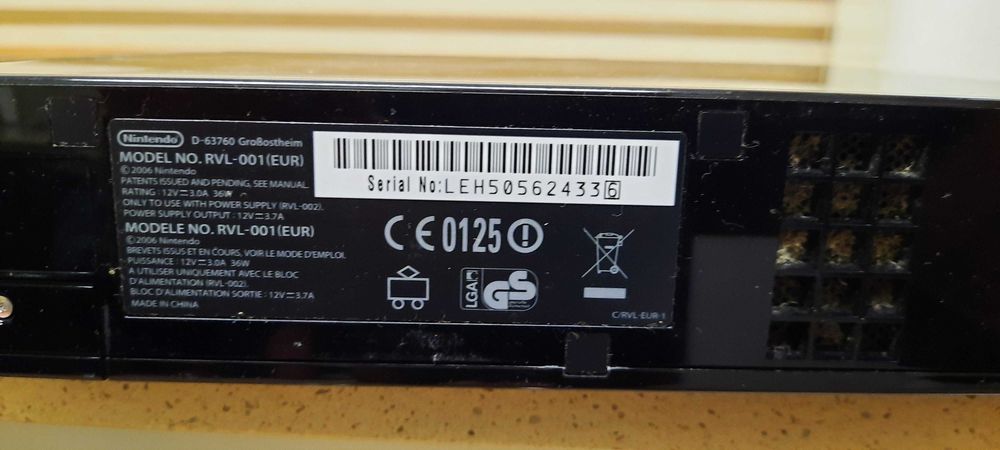 Nintendo D-63760 Großostheim
MODEL NO. RVL-001(EUR)
©2006 Nintendo
PATENTS ISSUED AND PENDING, SEE MANUAL
RATING : 12V⎓3.0A 36W
ONLY TO USE WITH POWER SUPPLY (RVL-002).
POWER SUPPLY OUTPUT : 12V⎓3.7A
MODELE NO. RVL-001(EUR)
©2006 Nintendo
BREVETS ISSUS ET EN COURS, VOIR LE MODE D'EMPLOI.
PUISSANCE : 12V⎓3.0A 36W
A UTILISER UNIQUEMENT AVEC LE BLOC
D'ALIMENTATION (RVL-002).
BLOC D'ALIMENTATION SORTIE : 12V⎓3.7A
MADE IN CHINA
Serial No:LEH505624336
CE0125
LGA
GS
C/RVL-EUR-1